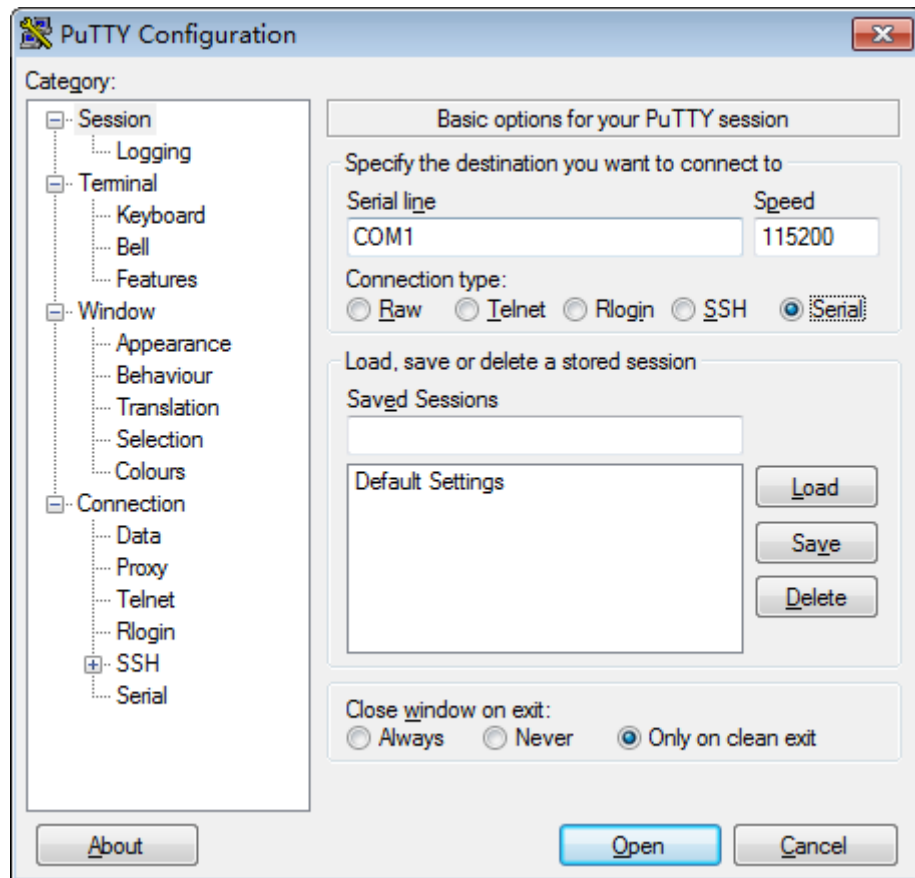 PuTTY Configuration
Category:
Session
Logging
Terminal
Keyboard
Bell
Features
Window
Appearance
Behaviour
Translation
Selection
Colours
Connection
Data
Proxy
Telnet
Rlogin
SSH
Serial
Basic options for your PuTTY session
Specify the destination you want to connect to
Serial line Speed
COM1 115200
Connection type:
Raw Telnet Rlogin SSH Serial
Load, save or delete a stored session
Saved Sessions
Default Settings
Load
Save
Delete
Close window on exit:
Always Never Only on clean exit
About Open Cancel